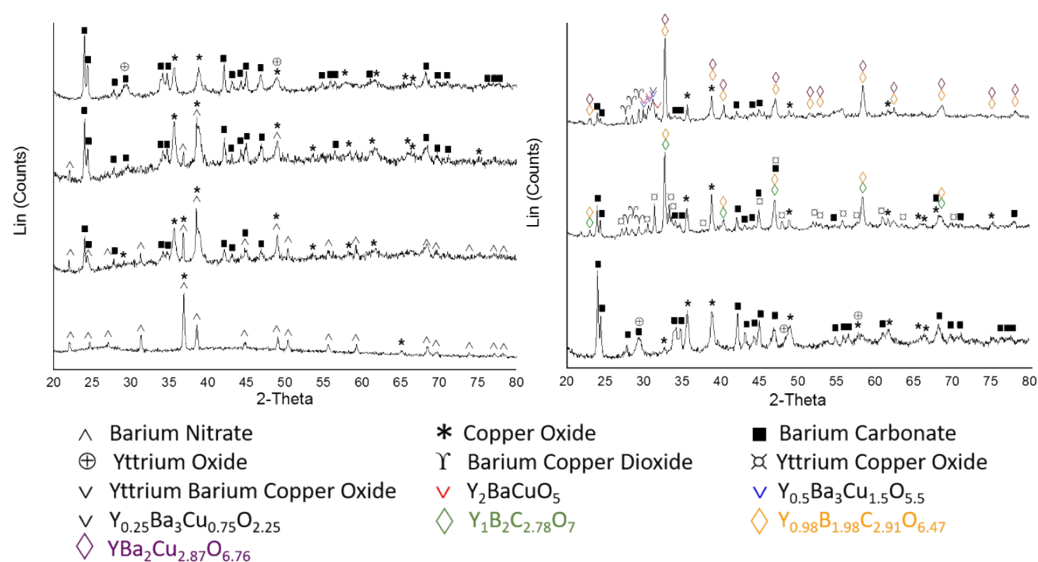 Lin (Counts)
20 25 30 35 40 45 50 55 60 65 70 75 80
2-Theta
Lin (Counts)
20 25 30 35 40 45 50 55 60 65 70 75 80
2-Theta
^ Barium Nitrate
* Copper Oxide
■ Barium Carbonate
⊕ Yttrium Oxide
ϒ Barium Copper Dioxide
¤ Yttrium Copper Oxide
∨ Yttrium Barium Copper Oxide
∨ Y₂BaCuO₅
∨ Y₀.₅Ba₃Cu₁.₅O₅.₅
∨ Y₀.₂₅Ba₃Cu₀.₇₅O₂.₂₅
◇ Y₁B₂C₂.₇₈O₇
◇ Y₀.₉₈B₁.₉₈C₂.₉₁O₆.₄₇
◇ YBa₂Cu₂.₈₇O₆.₇₆